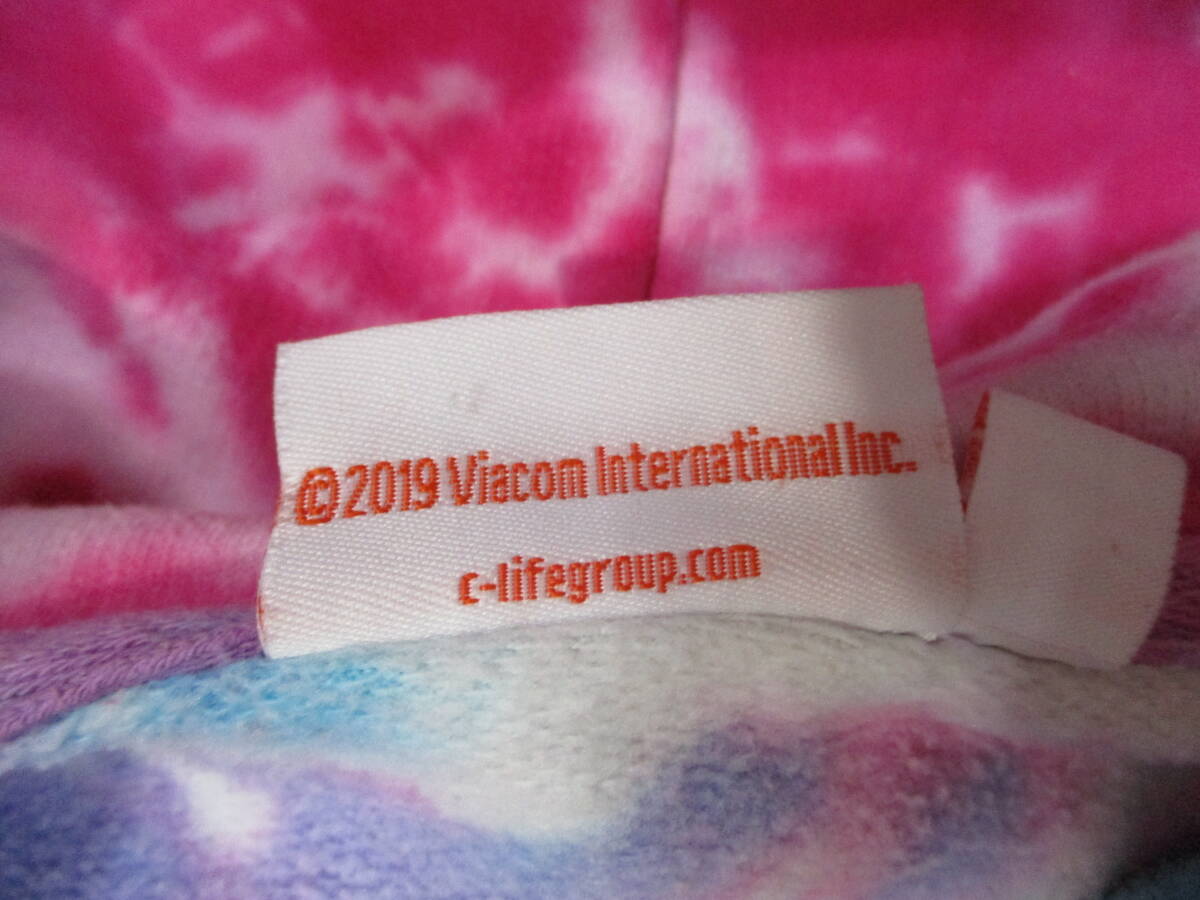 ©2019 Viacom International Inc.
c-lifegroup.com